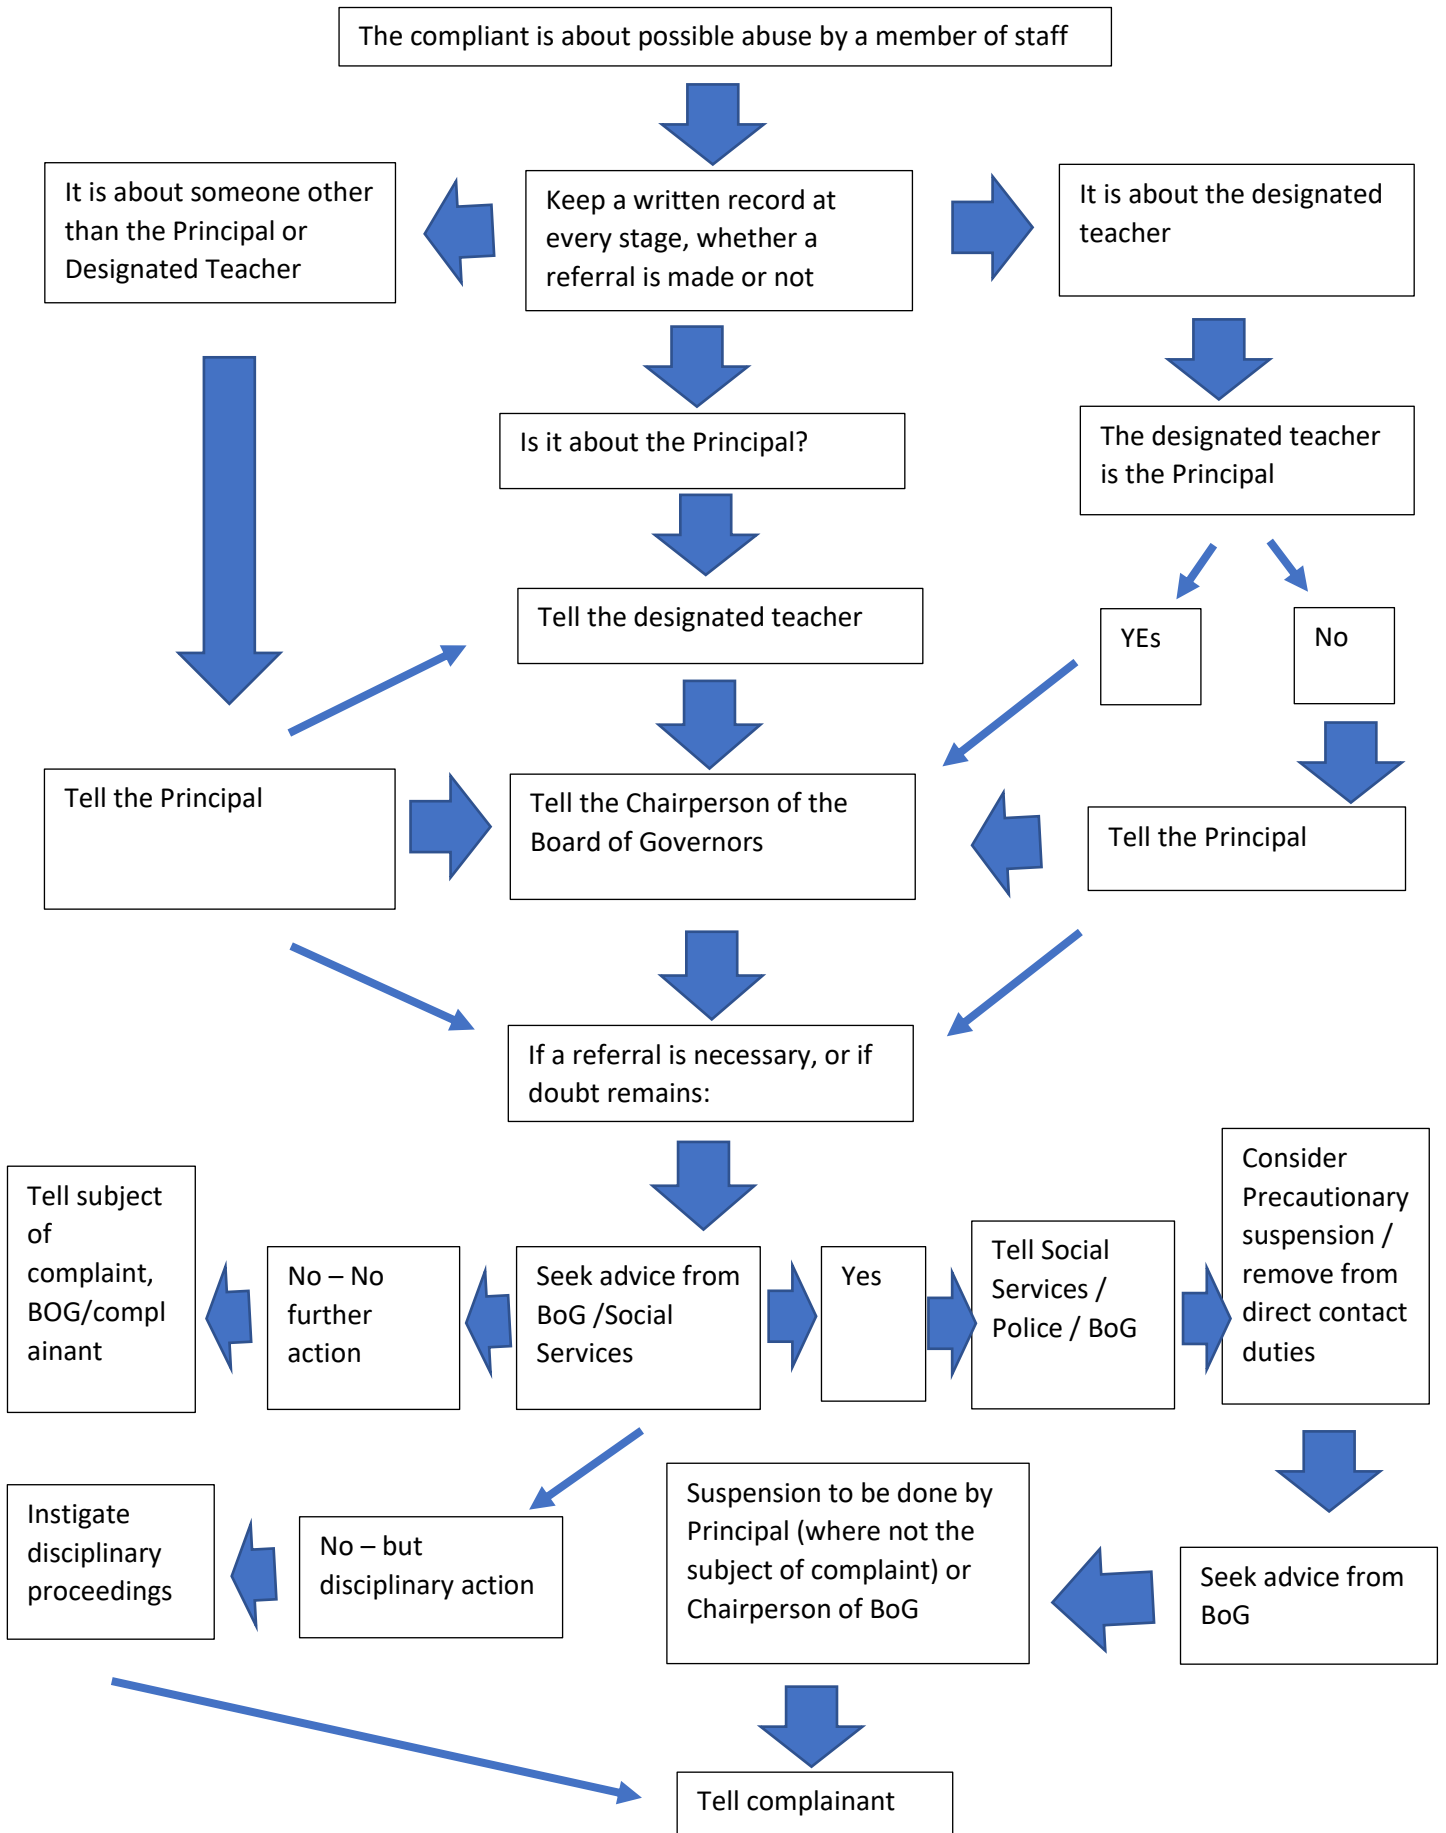 The compliant is about possible abuse by a member of staff
It is about someone other
than the Principal or
Designated Teacher
Keep a written record at
every stage, whether a
referral is made or not
It is about the designated
teacher
Is it about the Principal?
The designated teacher
is the Principal
Tell the designated teacher
YEs
No
Tell the Principal
Tell the Chairperson of the
Board of Governors
Tell the Principal
If a referral is necessary, or if
doubt remains:
Tell subject
of
complaint,
BOG/compl
ainant
No – No
further
action
Seek advice from
BoG /Social
Services
Yes
Tell Social
Services /
Police / BoG
Consider
Precautionary
suspension /
remove from
direct contact
duties
Instigate
disciplinary
proceedings
No – but
disciplinary action
Suspension to be done by
Principal (where not the
subject of complaint) or
Chairperson of BoG
Seek advice from
BoG
Tell complainant